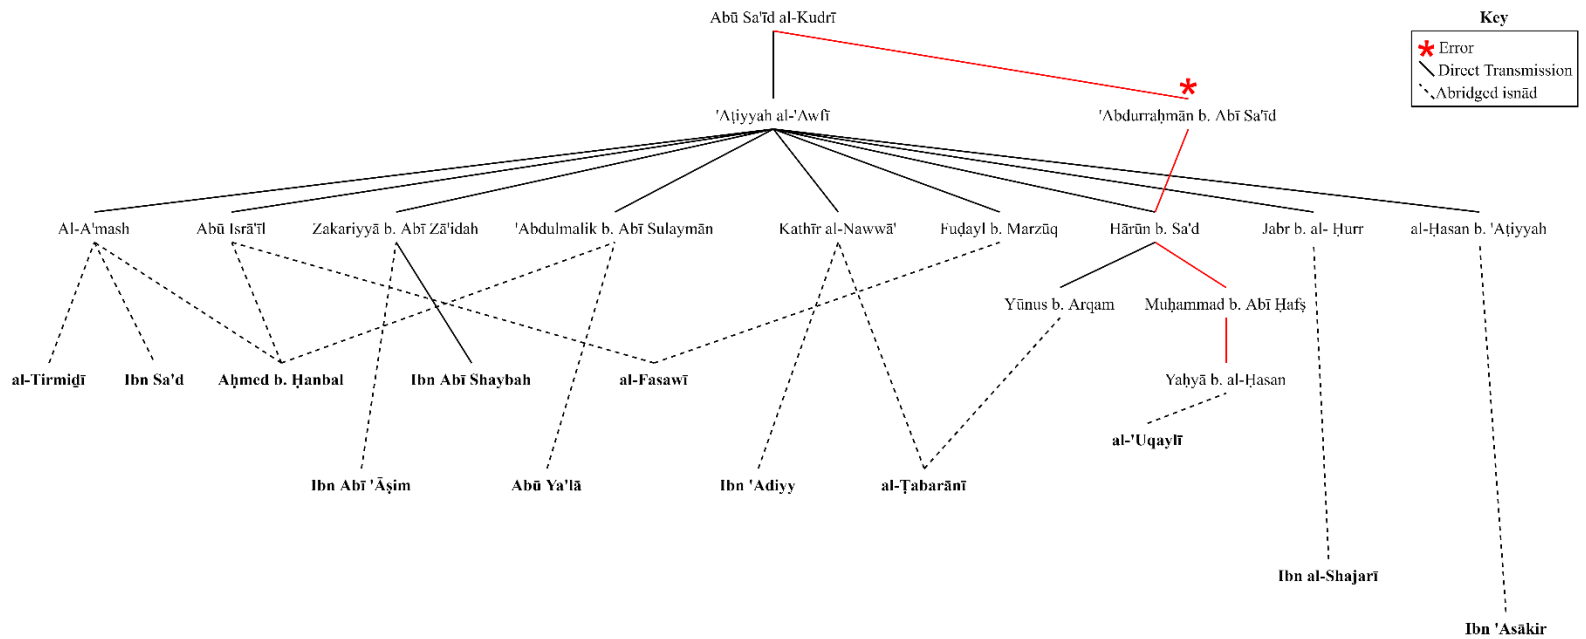 Abū Sa'īd al-Kudrī
Key
* Error
Direct Transmission
Abridged isnād
'Aṭiyyah al-'Awfī
'Abdurraḥmān b. Abī Sa'īd
Al-A'mash
Abū Isrā'īl
Zakariyyā b. Abī Zā'idah
'Abdulmalik b. Abī Sulaymān
Kathīr al-Nawwā'
Fuḍayl b. Marzūq
Hārūn b. Sa'd
Jabr b. al- Ḥurr
al-Ḥasan b. 'Aṭiyyah
Yūnus b. Arqam
Muḥammad b. Abī Ḥafṣ
al-Tirmiḏī
Ibn Sa'd
Aḥmed b. Ḥanbal
Ibn Abī Shaybah
al-Fasawī
Yaḥyā b. al-Ḥasan
al-'Uqaylī
Ibn Abī 'Āṣim
Abū Ya'lā
Ibn 'Adiyy
al-Ṭabarānī
Ibn al-Shajarī
Ibn 'Asākir